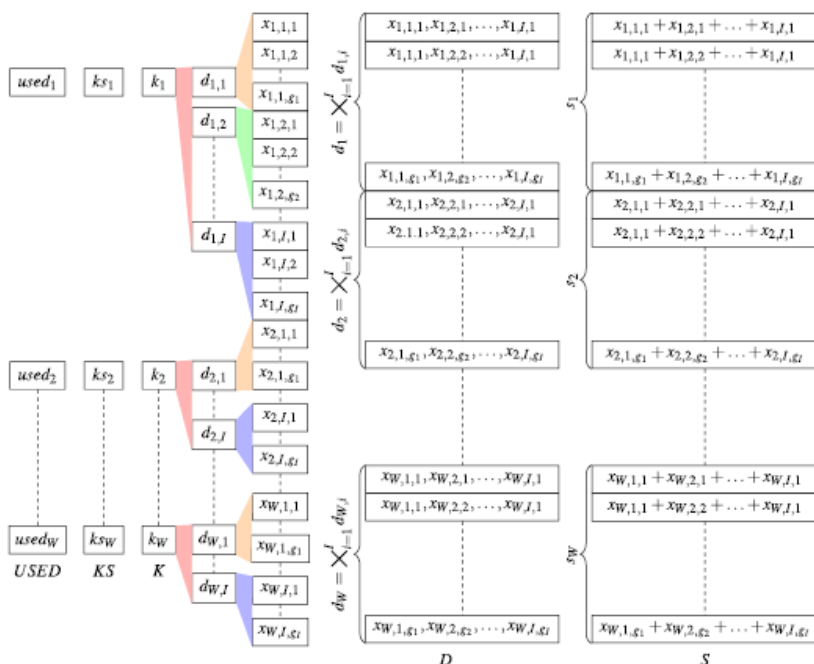 x_{1,1,1} x_{1,1,1}, x_{1,2,1}, …, x_{1,I,1} x_{1,1,1} + x_{1,2,1} + … + x_{1,I,1}
x_{1,1,2} x_{1,1,1}, x_{1,2,2}, …, x_{1,I,1} x_{1,1,1} + x_{1,2,2} + … + x_{1,I,1}
used_1 ks_1 k_1 d_{1,1}
x_{1,1,g_1}
d_1 = ⨉_{i=1}^I d_{1,i} s_1
d_{1,2} x_{1,2,1}
x_{1,2,2}
x_{1,1,g_1}, x_{1,2,g_2}, …, x_{1,I,g_I} x_{1,1,g_1} + x_{1,2,g_2} + … + x_{1,I,g_I}
x_{1,2,g_2} x_{2,1,1}, x_{2,2,1}, …, x_{2,I,1} x_{2,1,1} + x_{2,2,1} + … + x_{2,I,1}
d_{1,I} x_{1,I,1} x_{2.1.1}, x_{2,2,2}, …, x_{2,I,1} x_{2,1,1} + x_{2,2,2} + … + x_{2,I,1}
x_{1,I,2}
d_2 = ⨉_{i=1}^I d_{2,i} s_2
x_{1,I,g_I}
x_{2,1,1}
x_{2,1,g_1}, x_{2,2,g_2}, …, x_{2,I,g_I} x_{2,1,g_1} + x_{2,2,g_2} + … + x_{2,I,g_I}
used_2 ks_2 k_2 d_{2,1} x_{2,1,g_1}
x_{2,I,1}
d_{2,I}
x_{2,I,g_I}
x_{W,1,1}, x_{W,2,1}, …, x_{W,I,1} x_{W,1,1} + x_{W,2,1} + … + x_{W,I,1}
x_{W,1,1} x_{W,1,1}, x_{W,2,2}, …, x_{W,I,1} x_{W,1,1} + x_{W,2,2} + … + x_{W,I,1}
used_W ks_W k_W d_{W,1} x_{W,1,g_1}
d_W = ⨉_{i=1}^I d_{W,i} s_W
USED KS K
d_{W,I} x_{W,I,1}
x_{W,I,g_I} x_{W,1,g_1}, x_{W,2,g_2}, …, x_{W,I,g_I} x_{W,1,g_1} + x_{W,2,g_2} + … + x_{W,I,g_I}
D S